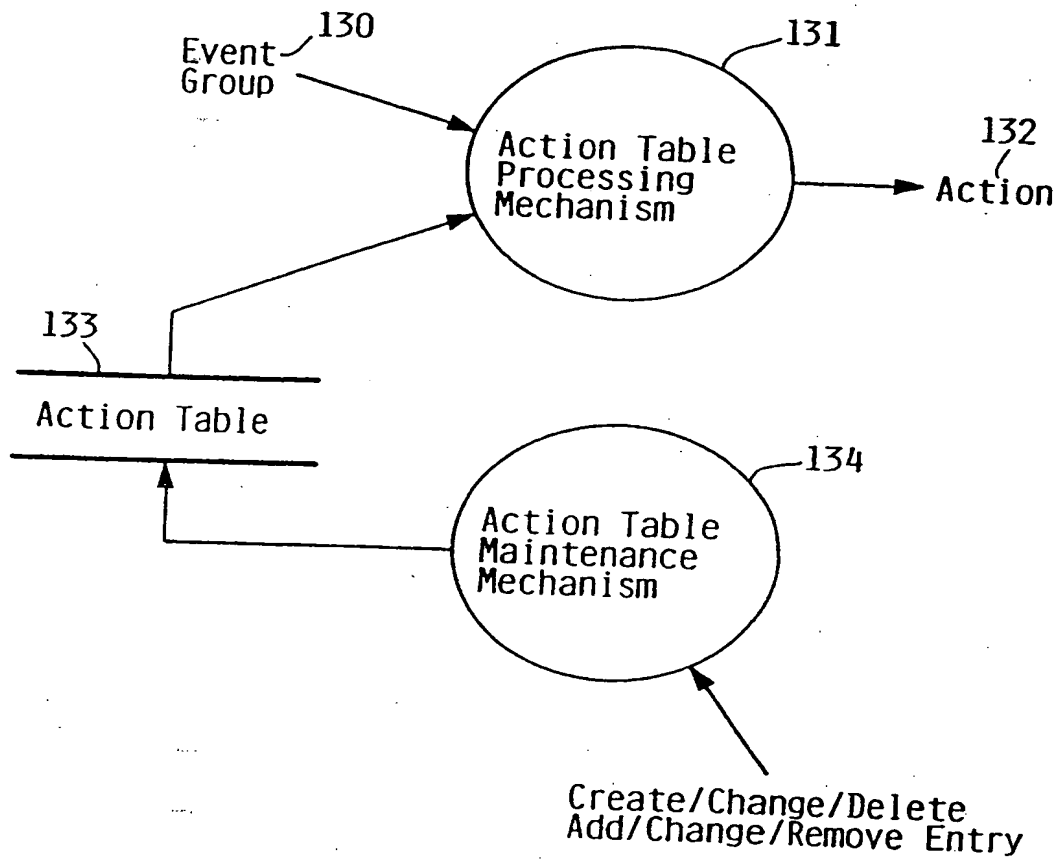 130
Event
Group
131
Action Table
Processing
Mechanism
132
Action
133
Action Table
134
Action Table
Maintenance
Mechanism
Create/Change/Delete
Add/Change/Remove Entry